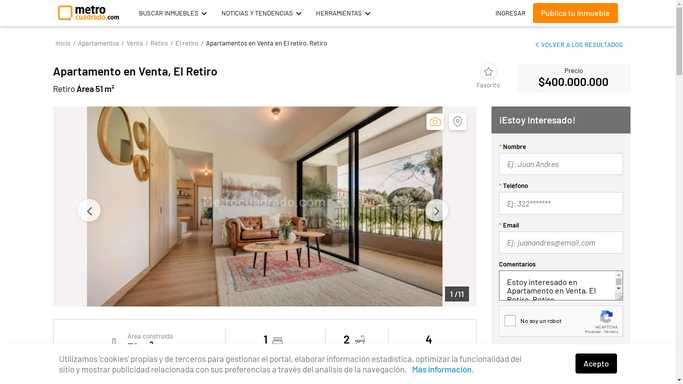 metro
cuadrado.com
BUSCAR INMUEBLES
NOTICIAS Y TENDENCIAS
HERRAMIENTAS
INGRESAR
Publica tu Inmueble
Inicio / Apartamentos / Venta / Retiro / El retiro / Apartamentos en Venta en El retiro, Retiro
VOLVER A LOS RESULTADOS
Apartamento en Venta, El Retiro
Retiro Área 51 m²
Favorito
Precio
$400.000.000
Metrocuadrado.com
1 /11
¡Estoy Interesado!
* Nombre
Ej: Juan Andres
* Teléfono
Ej: 322*******
* Email
Ej: juanandres@email.com
Comentarios
Estoy interesado en
Apartamento en Venta, El
Retiro, Retiro
No soy un robot
reCAPTCHA
Privacidad - Términos
Área construida
1
2
4
Utilizamos 'cookies' propias y de terceros para gestionar el portal, elaborar información estadística, optimizar la funcionalidad del
sitio y mostrar publicidad relacionada con sus preferencias a través del análisis de la navegación. Más información.
Acepto